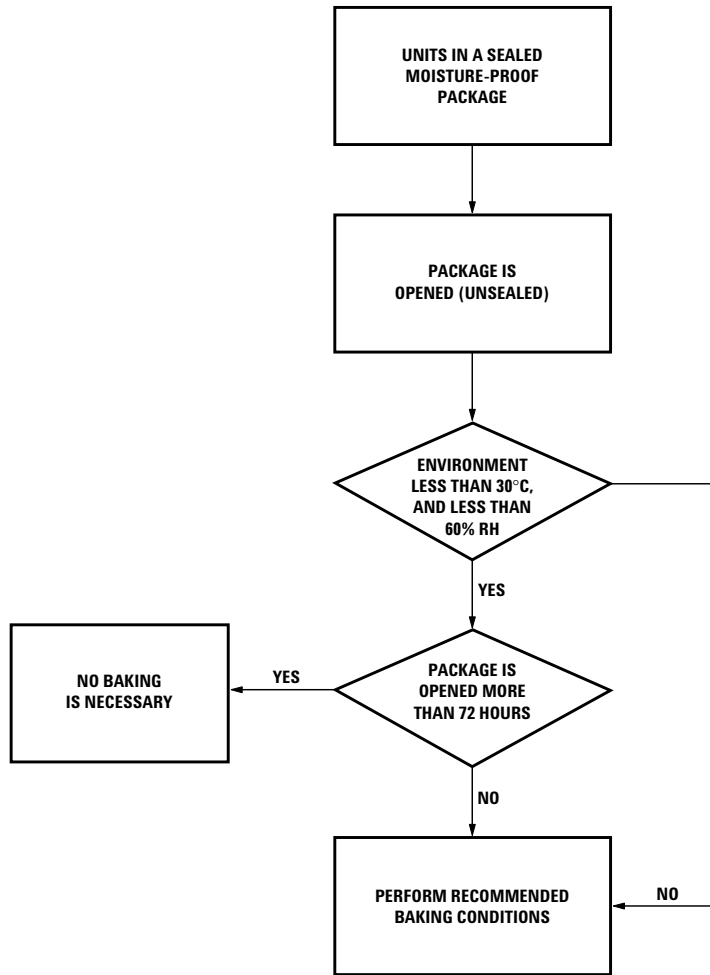 UNITS IN A SEALED
MOISTURE-PROOF
PACKAGE
PACKAGE IS
OPENED (UNSEALED)
ENVIRONMENT
LESS THAN 30°C,
AND LESS THAN
60% RH
YES
NO BAKING
IS NECESSARY
YES
PACKAGE IS
OPENED MORE
THAN 72 HOURS
NO
PERFORM RECOMMENDED
BAKING CONDITIONS
NO